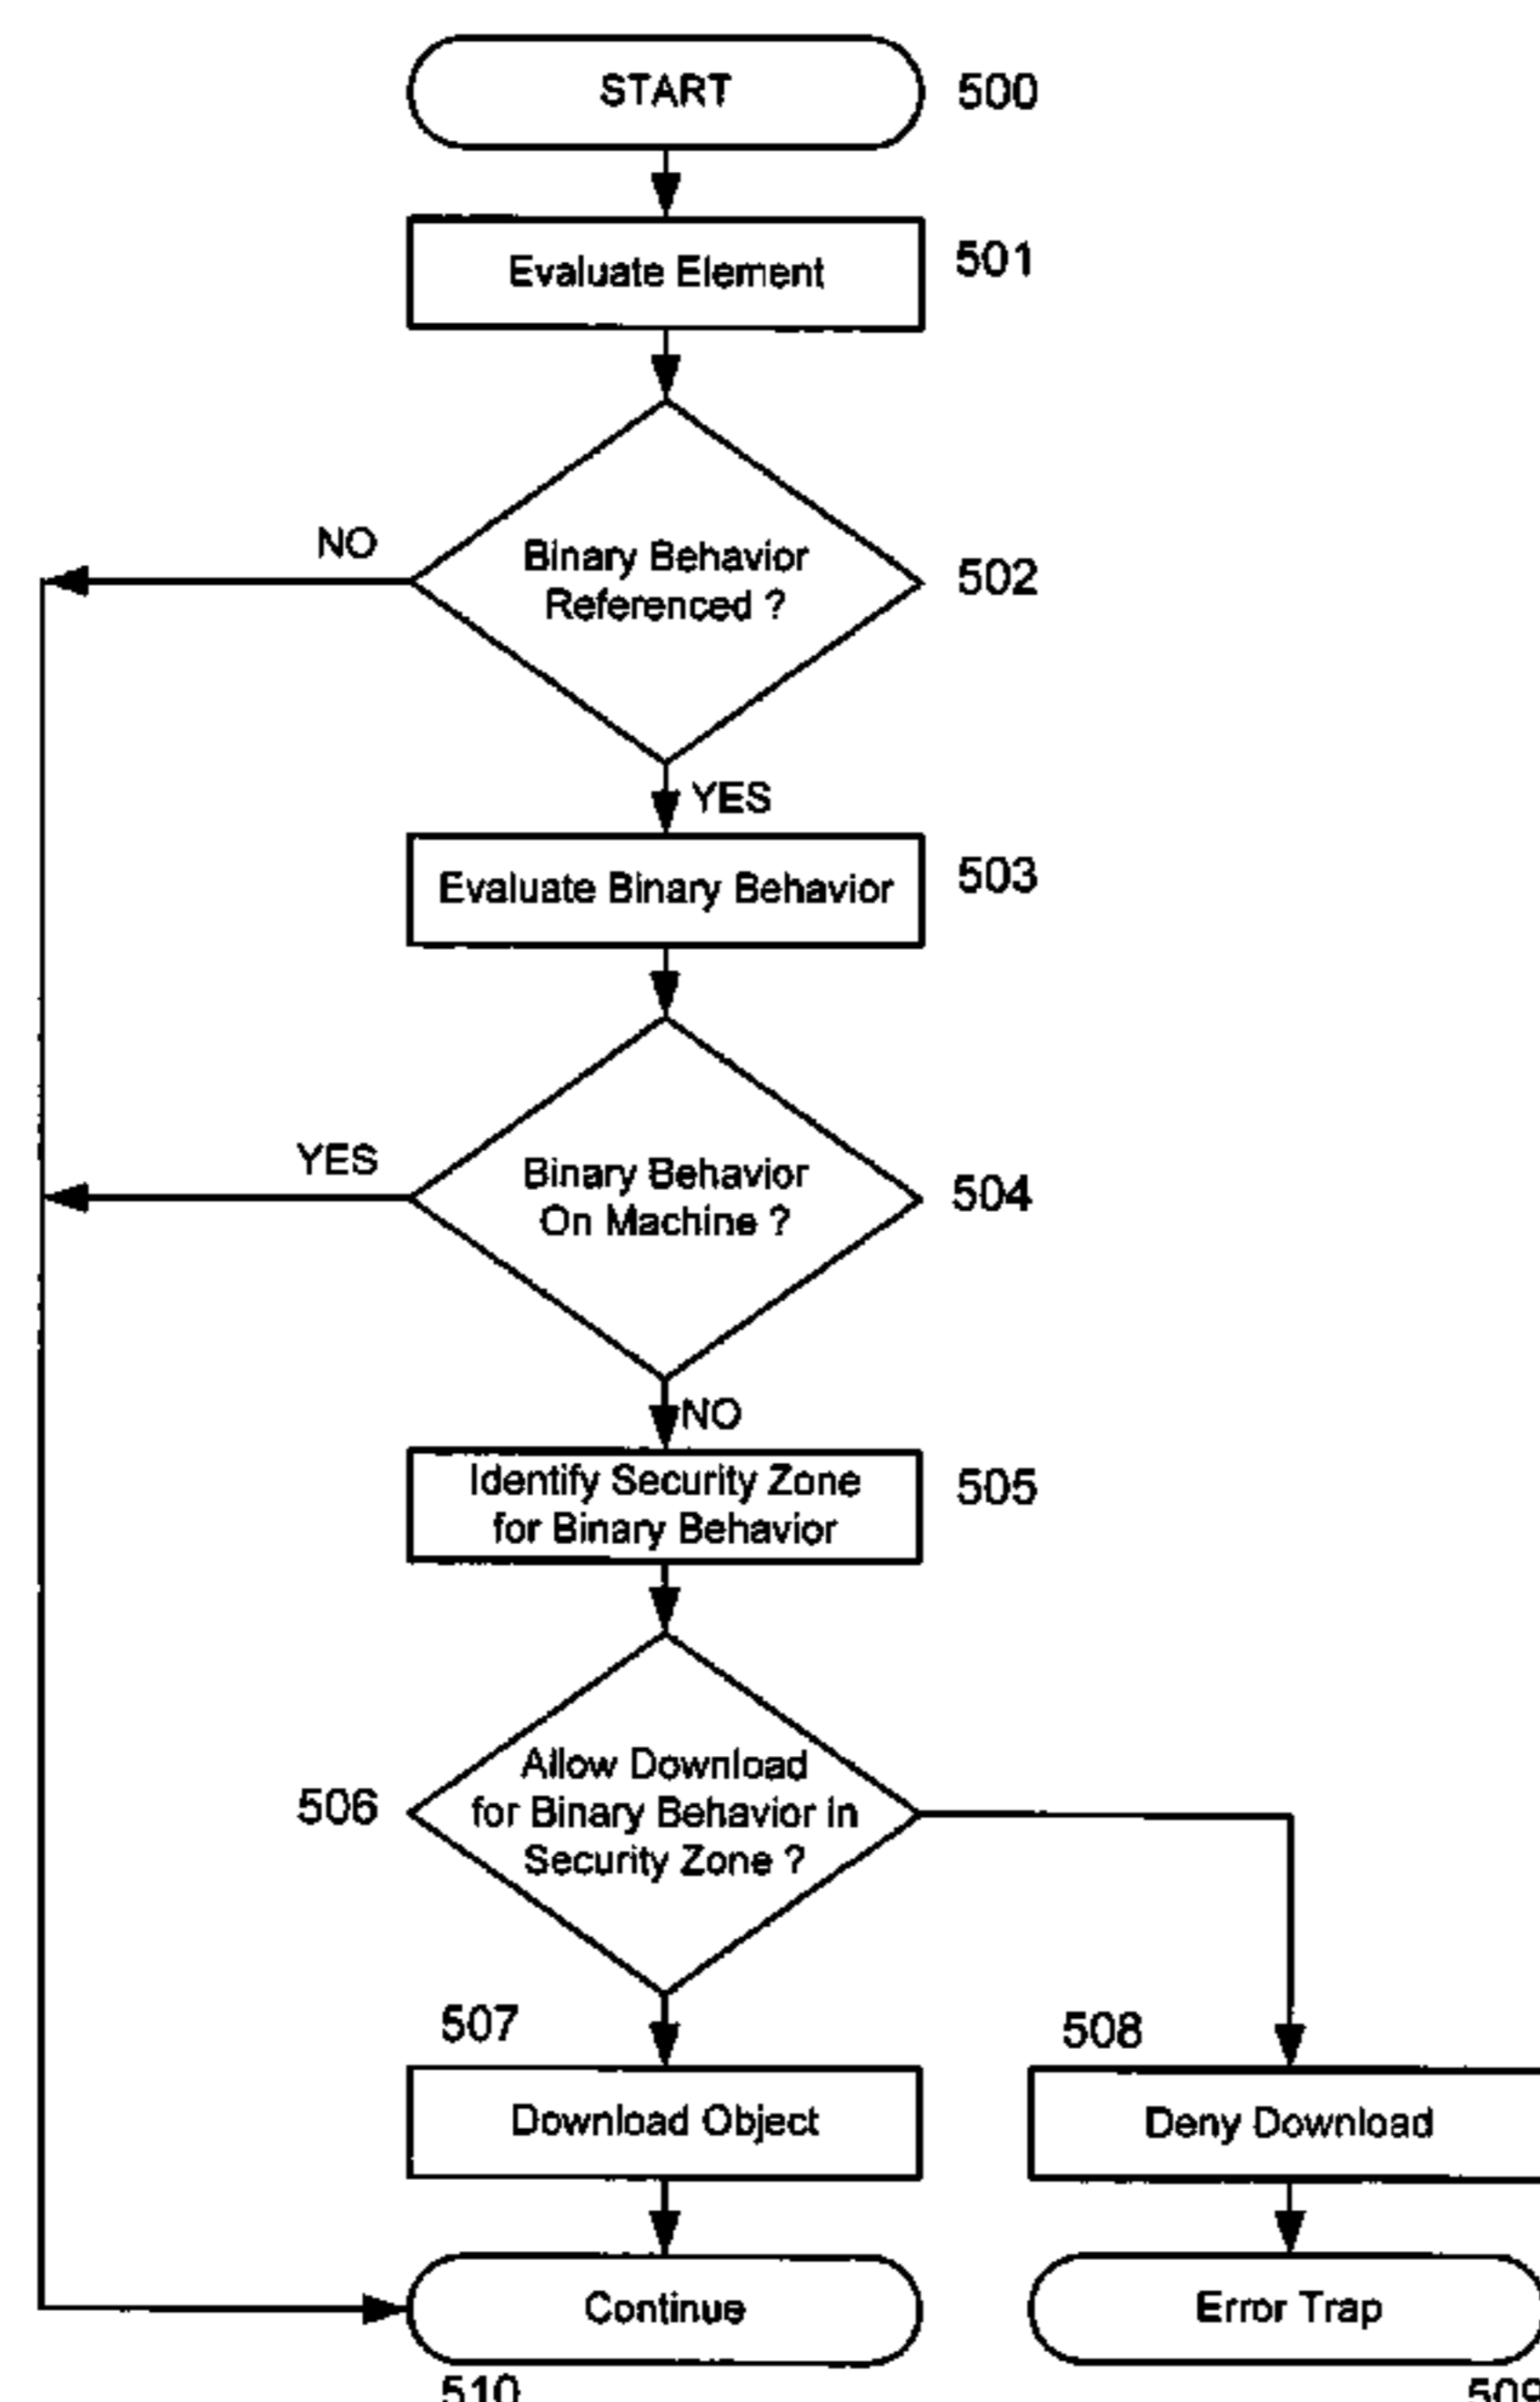 START
500
Evaluate Element
501
NO
Binary Behavior
Referenced ?
502
YES
Evaluate Binary Behavior
503
YES
Binary Behavior
On Machine ?
504
NO
Identify Security Zone
for Binary Behavior
505
506
Allow Download
for Binary Behavior in
Security Zone ?
507
508
Download Object
Deny Download
Continue
Error Trap
510
509